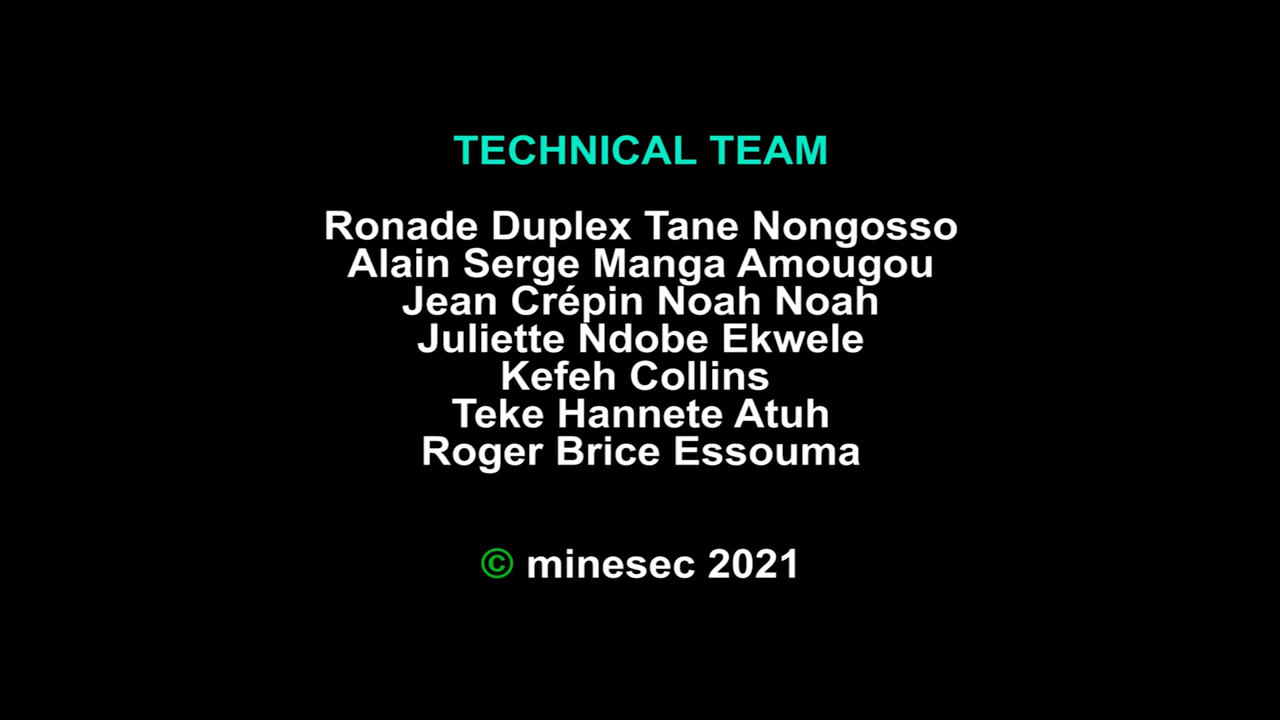 TECHNICAL TEAM
Ronade Duplex Tane Nongosso
Alain Serge Manga Amougou
Jean Crépin Noah Noah
Juliette Ndobe Ekwele
Kefeh Collins
Teke Hannete Atuh
Roger Brice Essouma
© minesec 2021